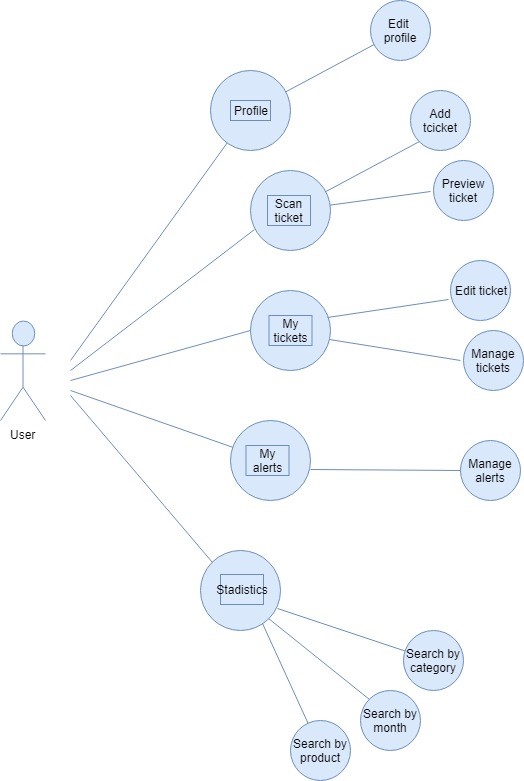 Edit
profile
Profile
Add
tcicket
Scan
ticket
Preview
ticket
My
tickets
Edit ticket
Manage
tickets
User
My
alerts
Manage
alerts
Stadistics
Search by
category
Search by
month
Search by
product